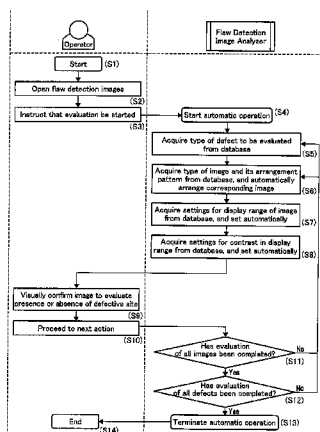 Operator
Flaw Detection
Image Analyzer
Start
(S1)
Open flaw detection images
(S2)
Instruct that evaluation be started
(S3)
Start automatic operation
(S4)
Acquire type of defect to be evaluated
from database
(S5)
Acquire type of image and its arrangement
pattern from database, and automatically
arrange corresponding image
(S6)
Acquire settings for display range of image
from database, and set automatically
(S7)
Acquire settings for contrast in display
range from database, and set automatically
(S8)
Visually confirm image to evaluate
presence or absence of defective site
(S9)
Proceed to next action
(S10)
Has evaluation
of all images been completed?
No
(S11)
Yes
Has evaluation
of all defects been completed?
No
(S12)
Yes
End
(S14)
Terminate automatic operation
(S13)